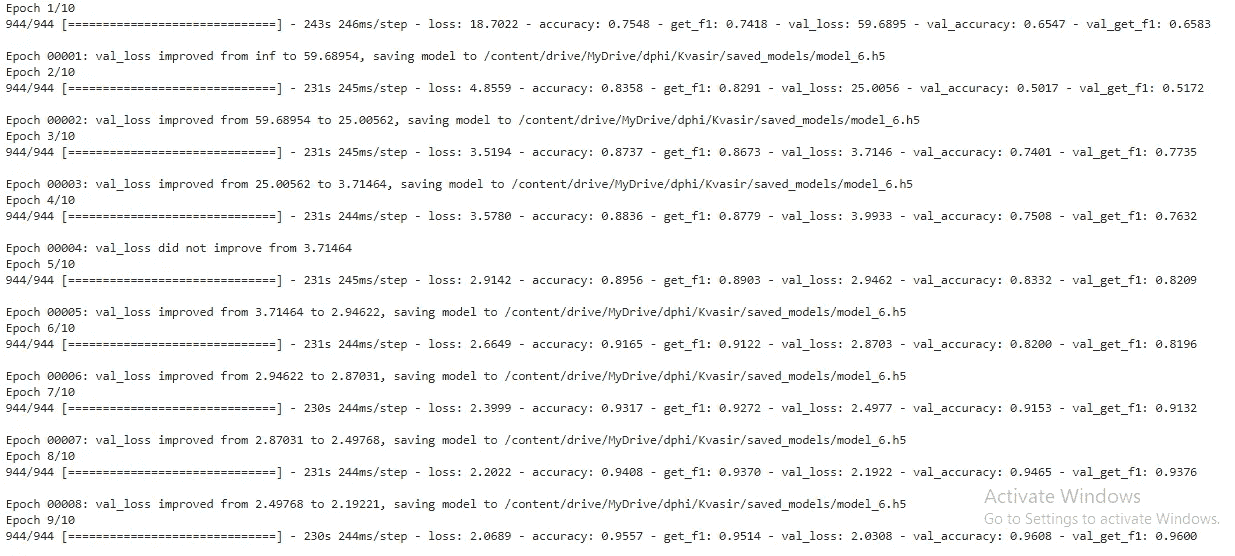 Epoch 1/10
944/944 [==============================] - 243s 246ms/step - loss: 18.7022 - accuracy: 0.7548 - get_f1: 0.7418 - val_loss: 59.6895 - val_accuracy: 0.6547 - val_get_f1: 0.6583
Epoch 00001: val_loss improved from inf to 59.68954, saving model to /content/drive/MyDrive/dphi/Kvasir/saved_models/model_6.h5
Epoch 2/10
944/944 [==============================] - 231s 245ms/step - loss: 4.8559 - accuracy: 0.8358 - get_f1: 0.8291 - val_loss: 25.0056 - val_accuracy: 0.5017 - val_get_f1: 0.5172
Epoch 00002: val_loss improved from 59.68954 to 25.00562, saving model to /content/drive/MyDrive/dphi/Kvasir/saved_models/model_6.h5
Epoch 3/10
944/944 [==============================] - 231s 245ms/step - loss: 3.5194 - accuracy: 0.8737 - get_f1: 0.8673 - val_loss: 3.7146 - val_accuracy: 0.7401 - val_get_f1: 0.7735
Epoch 00003: val_loss improved from 25.00562 to 3.71464, saving model to /content/drive/MyDrive/dphi/Kvasir/saved_models/model_6.h5
Epoch 4/10
944/944 [==============================] - 231s 244ms/step - loss: 3.5780 - accuracy: 0.8836 - get_f1: 0.8779 - val_loss: 3.9933 - val_accuracy: 0.7508 - val_get_f1: 0.7632
Epoch 00004: val_loss did not improve from 3.71464
Epoch 5/10
944/944 [==============================] - 231s 245ms/step - loss: 2.9142 - accuracy: 0.8956 - get_f1: 0.8903 - val_loss: 2.9462 - val_accuracy: 0.8332 - val_get_f1: 0.8209
Epoch 00005: val_loss improved from 3.71464 to 2.94622, saving model to /content/drive/MyDrive/dphi/Kvasir/saved_models/model_6.h5
Epoch 6/10
944/944 [==============================] - 231s 244ms/step - loss: 2.6649 - accuracy: 0.9165 - get_f1: 0.9122 - val_loss: 2.8703 - val_accuracy: 0.8200 - val_get_f1: 0.8196
Epoch 00006: val_loss improved from 2.94622 to 2.87031, saving model to /content/drive/MyDrive/dphi/Kvasir/saved_models/model_6.h5
Epoch 7/10
944/944 [==============================] - 230s 244ms/step - loss: 2.3999 - accuracy: 0.9317 - get_f1: 0.9272 - val_loss: 2.4977 - val_accuracy: 0.9153 - val_get_f1: 0.9132
Epoch 00007: val_loss improved from 2.87031 to 2.49768, saving model to /content/drive/MyDrive/dphi/Kvasir/saved_models/model_6.h5
Epoch 8/10
944/944 [==============================] - 231s 244ms/step - loss: 2.2022 - accuracy: 0.9408 - get_f1: 0.9370 - val_loss: 2.1922 - val_accuracy: 0.9465 - val_get_f1: 0.9376
Activate Windows
Epoch 00008: val_loss improved from 2.49768 to 2.19221, saving model to /content/drive/MyDrive/dphi/Kvasir/saved_models/model_6.h5
Epoch 9/10
Go to Settings to activate Windows.
944/944 [==============================] - 230s 244ms/step - loss: 2.0689 - accuracy: 0.9557 - get_f1: 0.9514 - val_loss: 2.0308 - val_accuracy: 0.9608 - val_get_f1: 0.9600